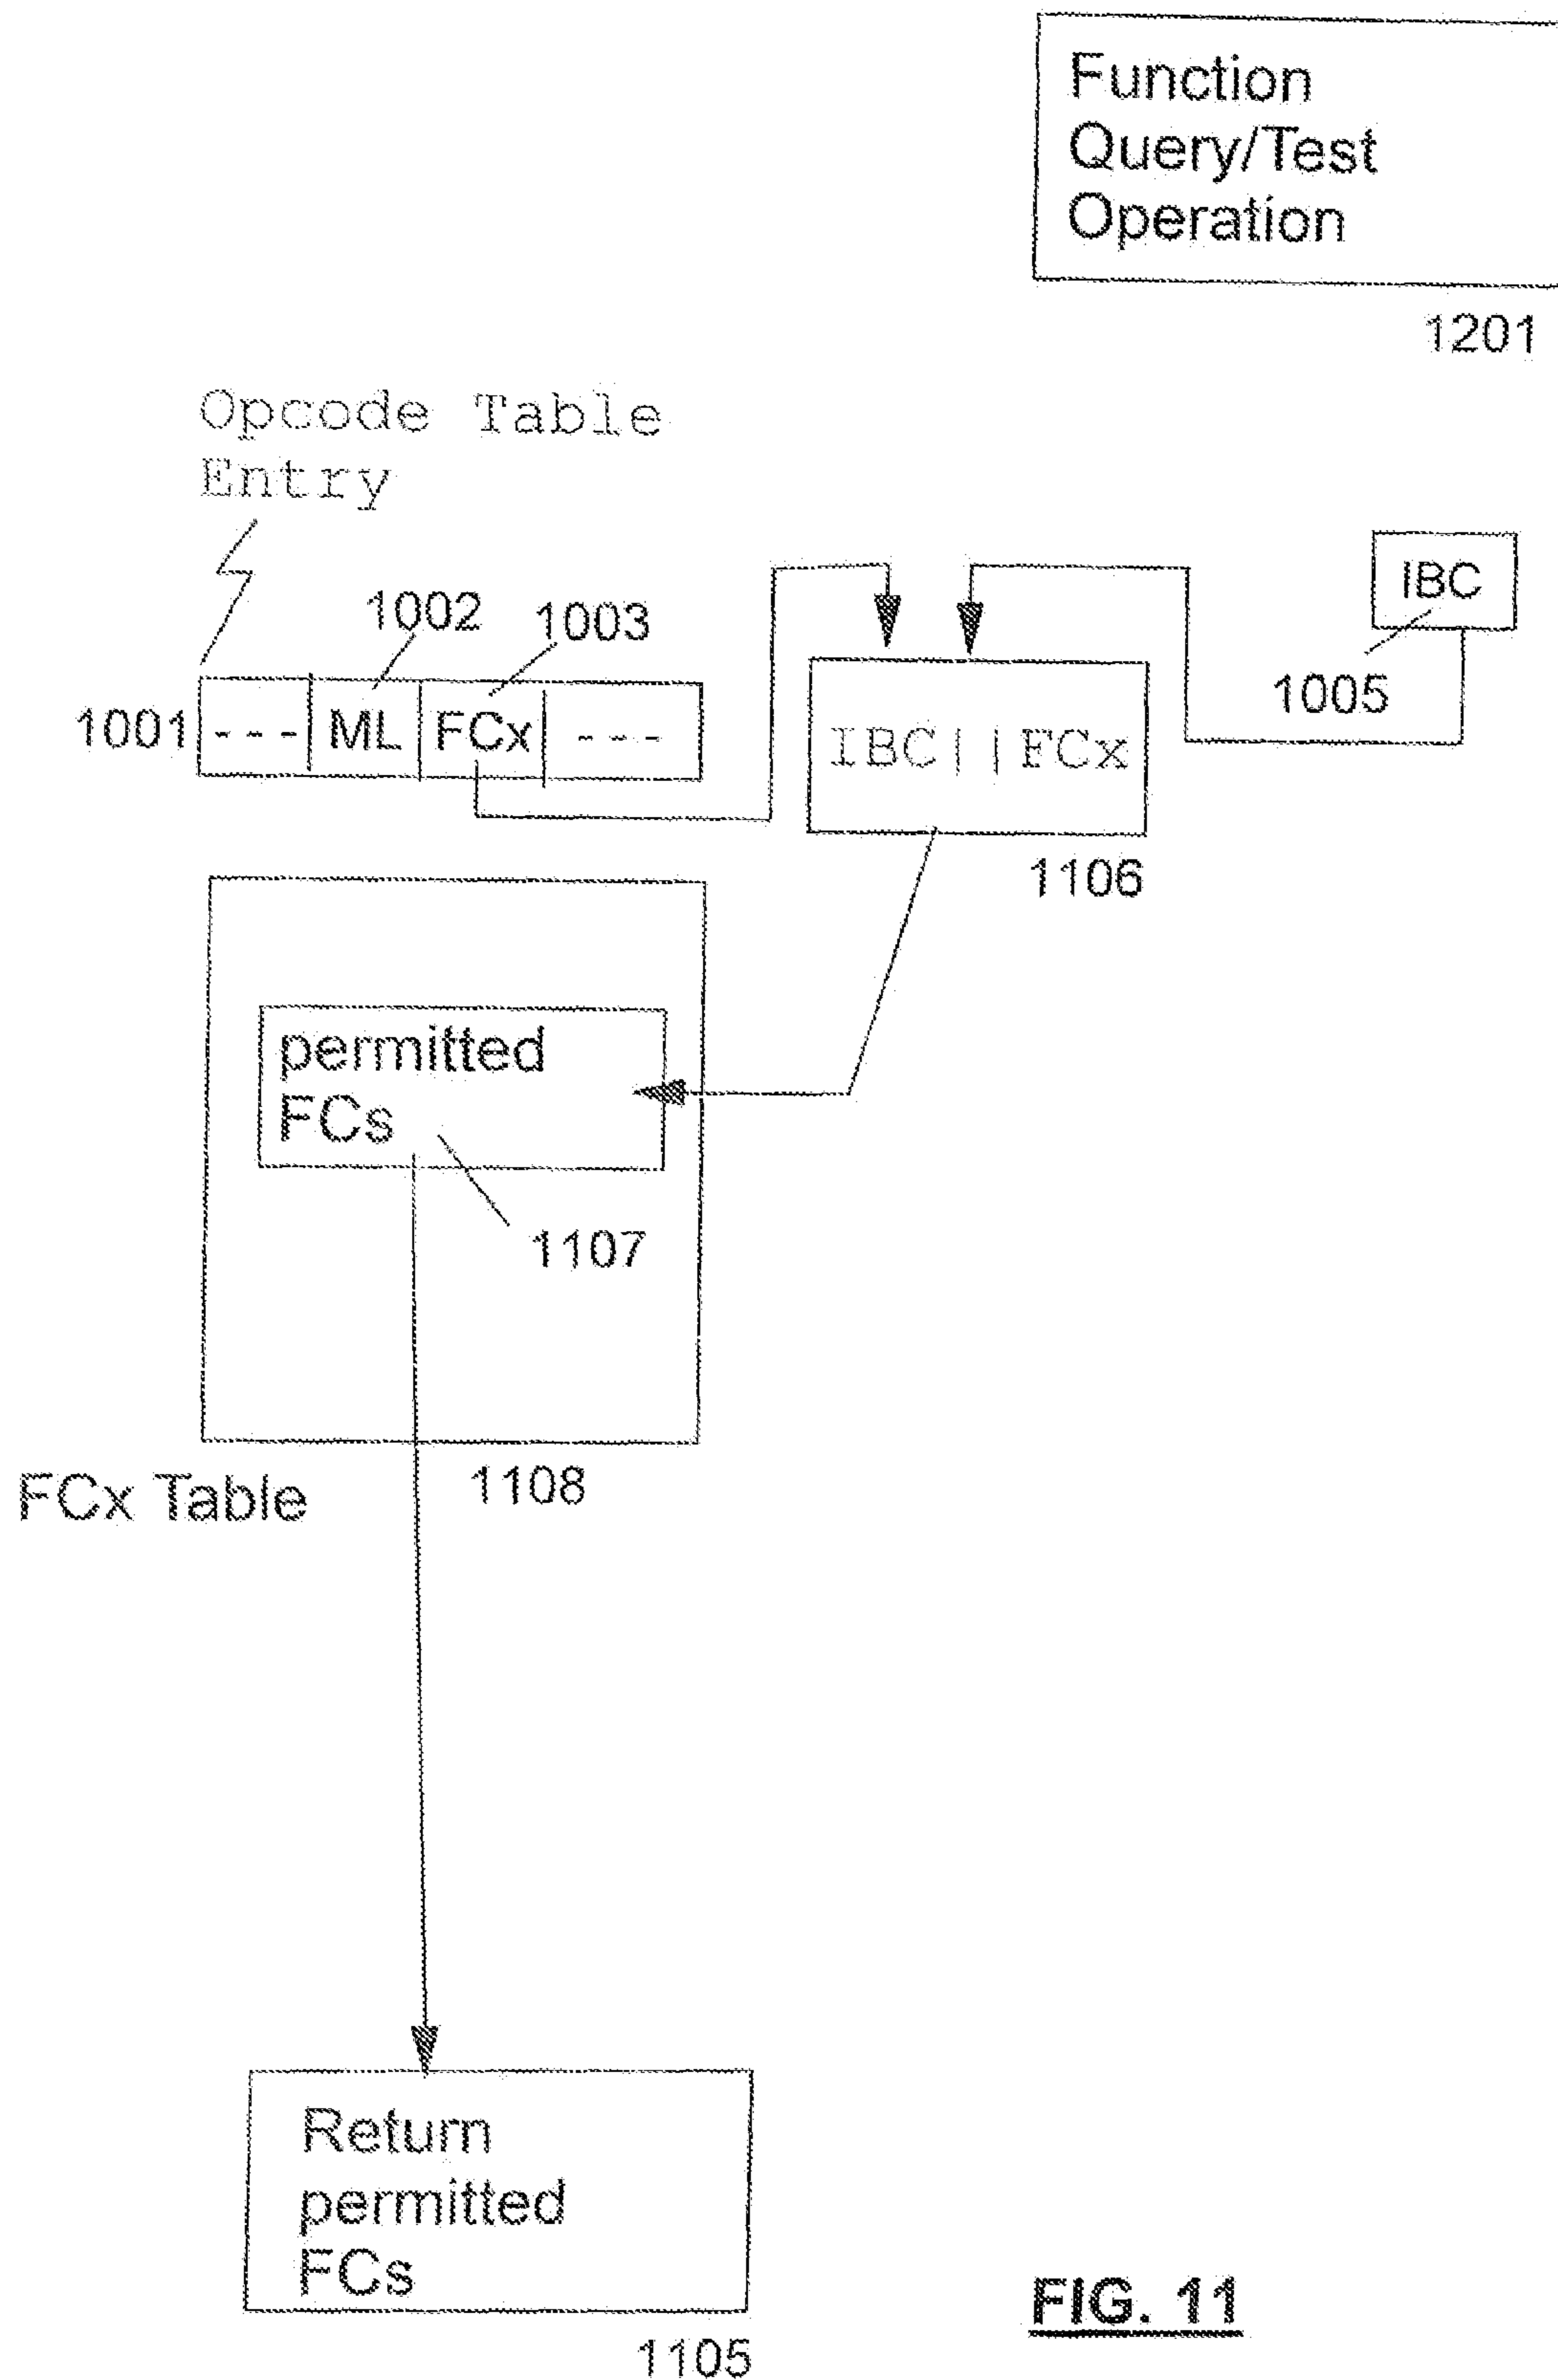 Function
Query/Test
Operation
1201
Opcode Table
Entry
1002
1003
IBC
1005
1001
--- ML FCx ---
IBC||FCx
1106
permitted
FCs
1107
1108
FCx Table
Return
permitted
FCs
1105
FIG. 11